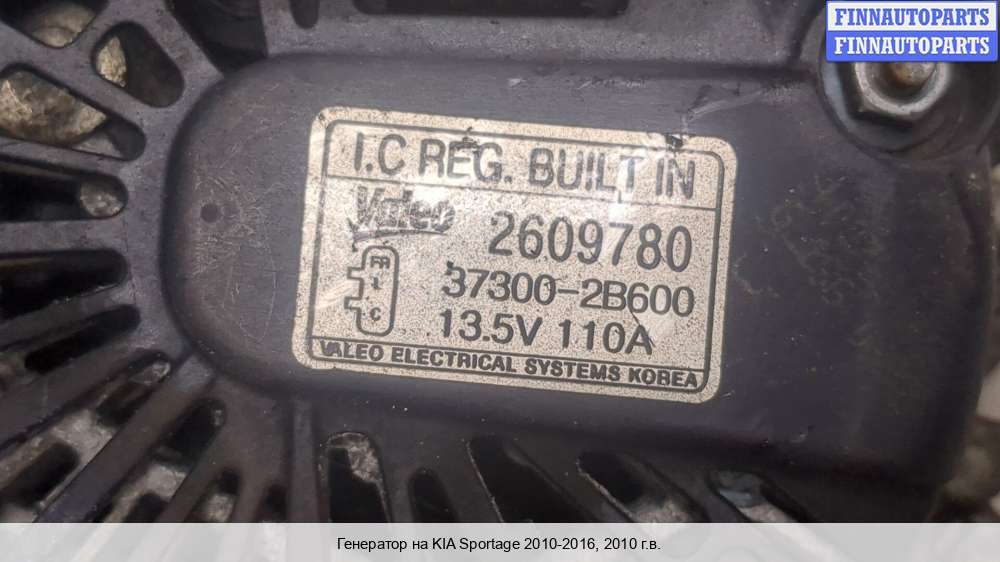 FINNAUTOPARTS
FINNAUTOPARTS
I.C REG. BUILT IN
Valeo
2609780
FR
L
C
37300-2B600
13.5V 110A
VALEO ELECTRICAL SYSTEMS KOREA
Генератор на KIA Sportage 2010-2016, 2010 г.в.